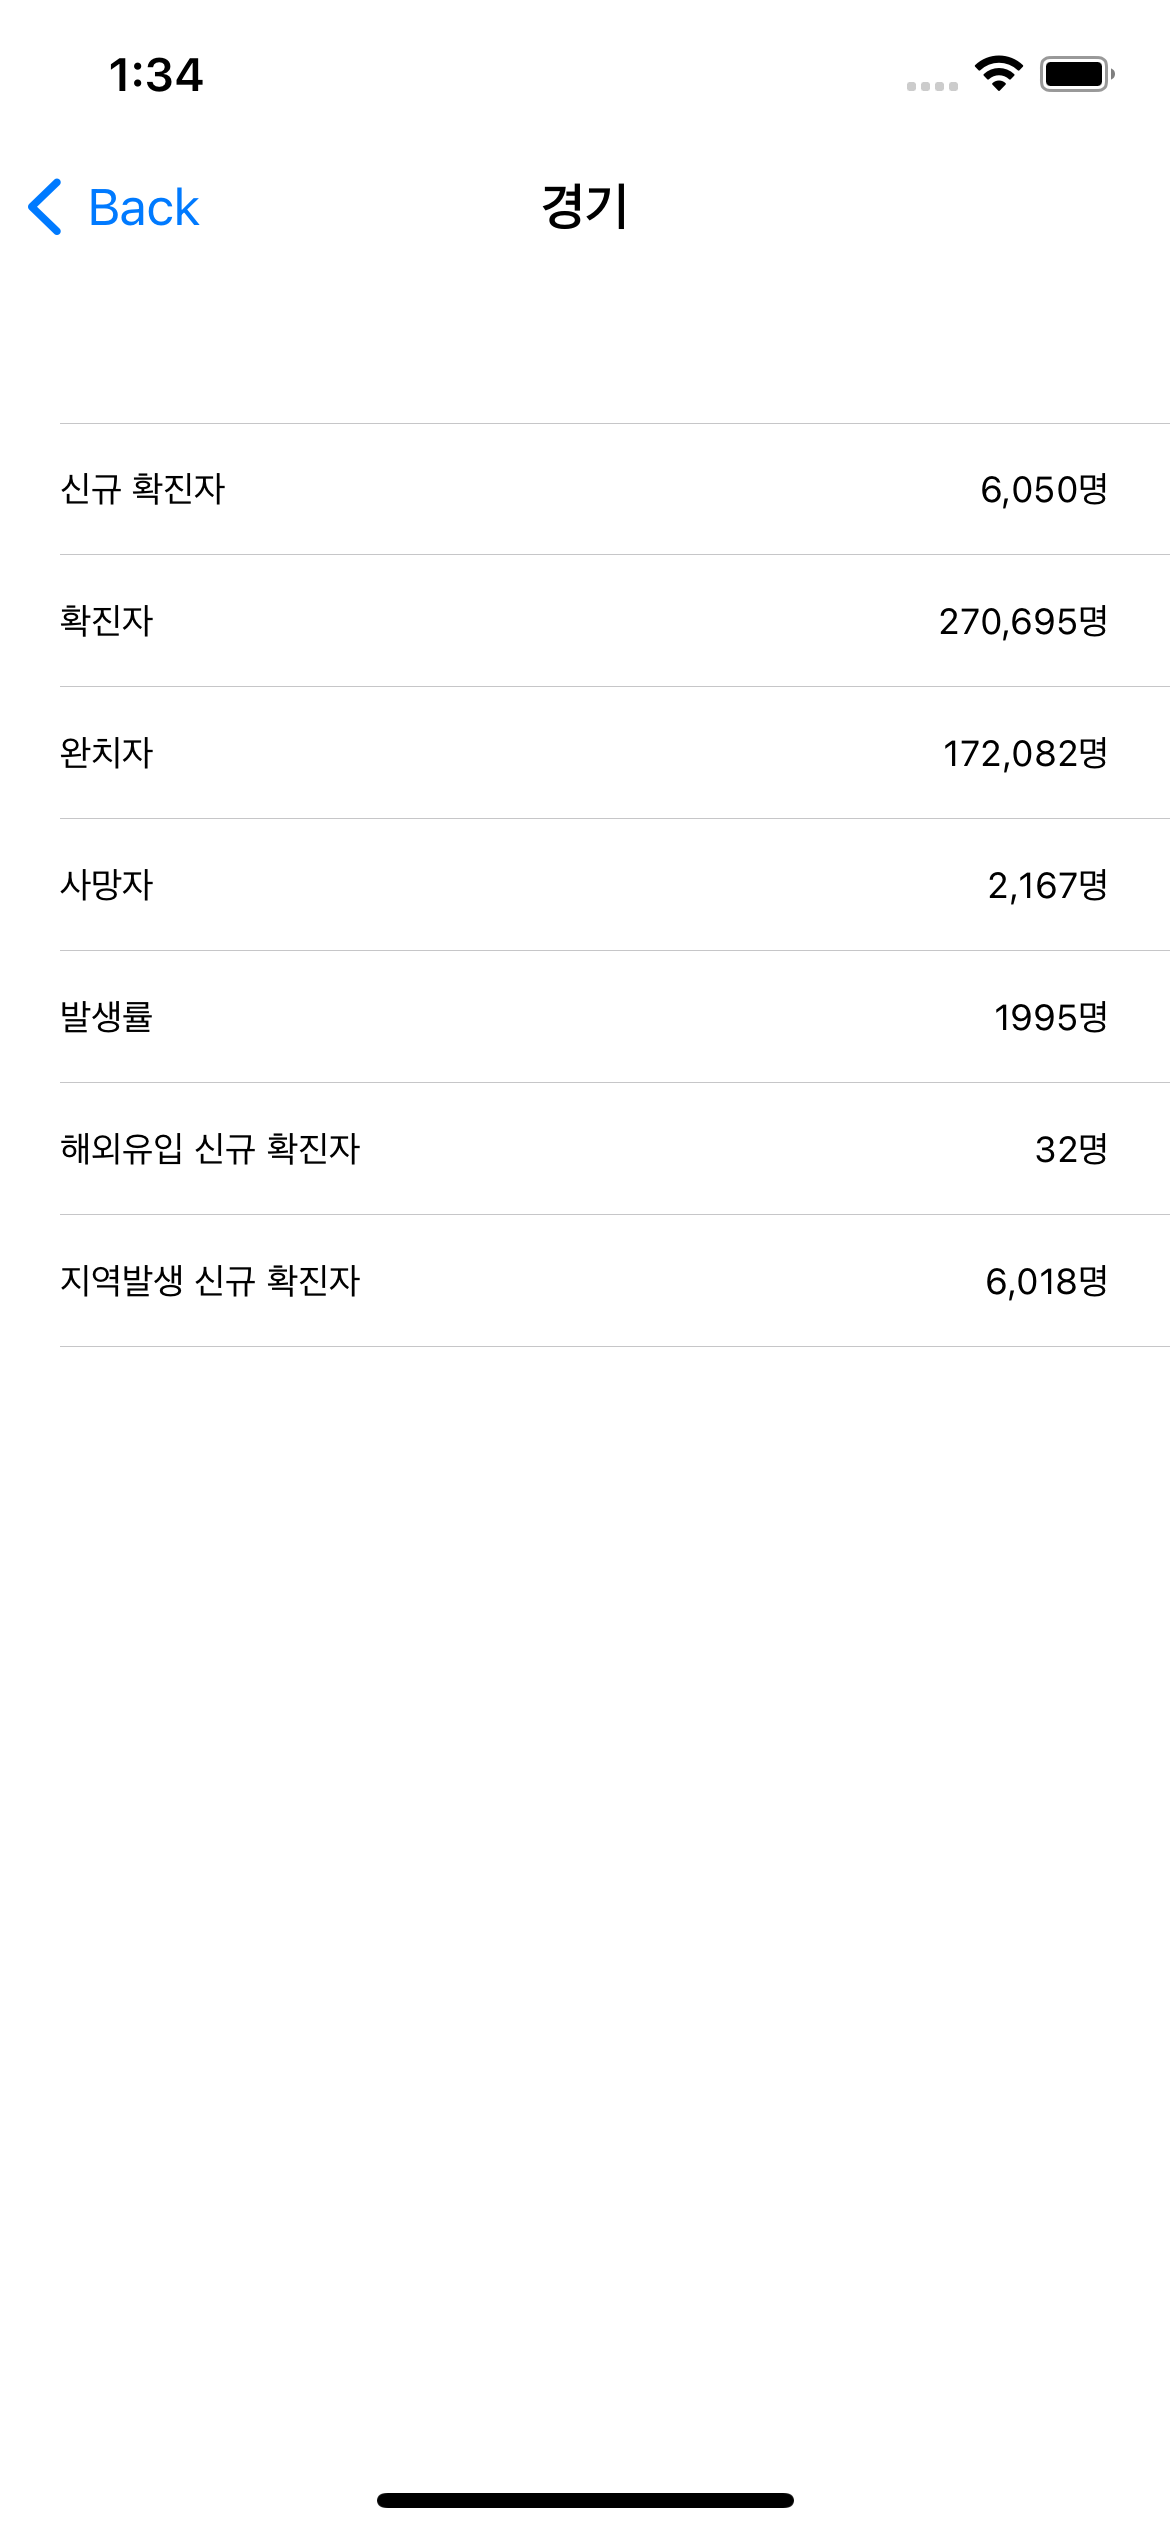 1:34
Back
경기
신규 확진자 6,050명
확진자 270,695명
완치자 172,082명
사망자 2,167명
발생률 1995명
해외유입 신규 확진자 32명
지역발생 신규 확진자 6,018명